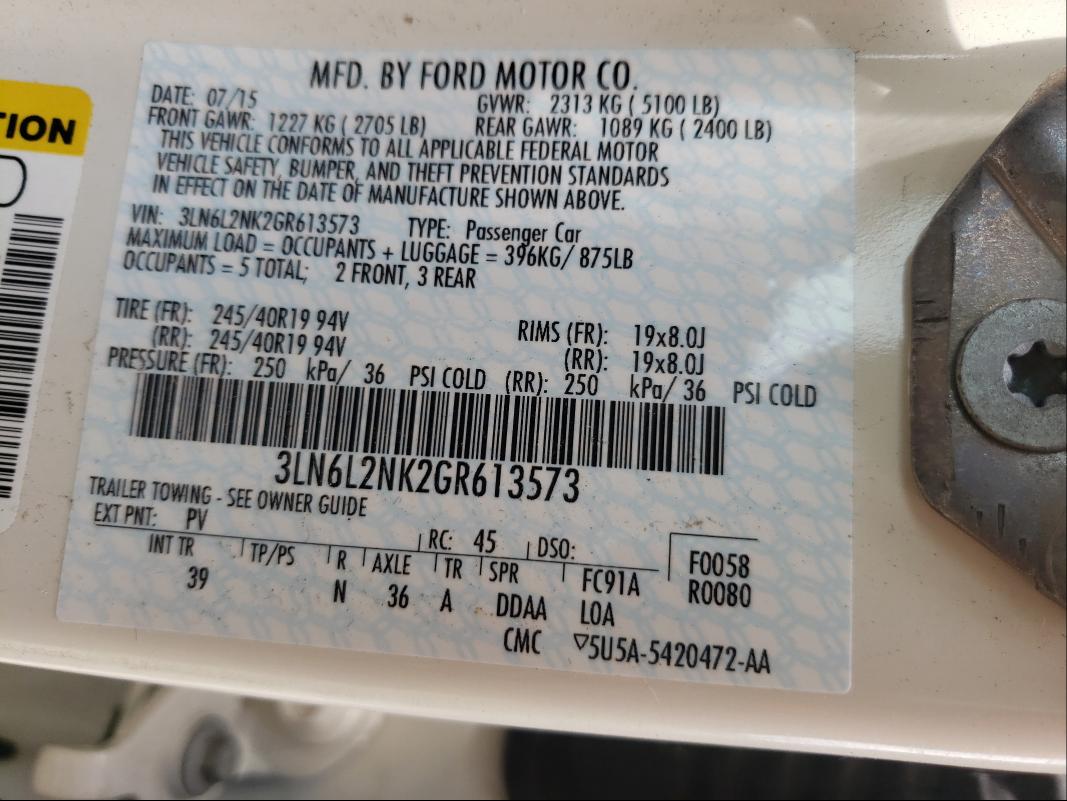 TION
MFD. BY FORD MOTOR CO.
DATE: 07/15 GVWR: 2313 KG ( 5100 LB)
FRONT GAWR: 1227 KG ( 2705 LB) REAR GAWR: 1089 KG ( 2400 LB)
THIS VEHICLE CONFORMS TO ALL APPLICABLE FEDERAL MOTOR
VEHICLE SAFETY, BUMPER, AND THEFT PREVENTION STANDARDS
IN EFFECT ON THE DATE OF MANUFACTURE SHOWN ABOVE.
VIN: 3LN6L2NK2GR613573 TYPE: Passenger Car
MAXIMUM LOAD = OCCUPANTS + LUGGAGE = 396KG/ 875LB
OCCUPANTS = 5 TOTAL; 2 FRONT, 3 REAR
TIRE (FR): 245/40R19 94V RIMS (FR): 19x8.0J
(RR): 245/40R19 94V (RR): 19x8.0J
PRESSURE (FR): 250 kPa/ 36 PSI COLD (RR): 250 kPa/ 36 PSI COLD
3LN6L2NK2GR613573
TRAILER TOWING - SEE OWNER GUIDE
EXT PNT: PV RC: 45 DSO:
INT TR TP/PS R AXLE TR SPR FC91A F0058
39 N 36 A DDAA LOA R0080
CMC ▽5U5A-5420472-AA